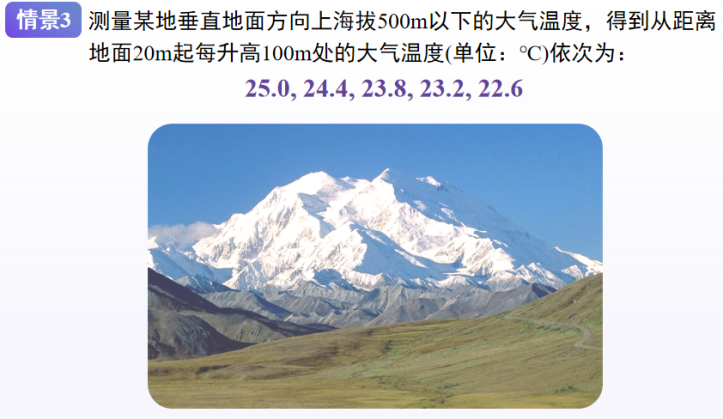 情景3 测量某地垂直地面方向上海拔500m以下的大气温度，得到从距离
地面20m起每升高100m处的大气温度(单位：℃)依次为：
25.0, 24.4, 23.8, 23.2, 22.6